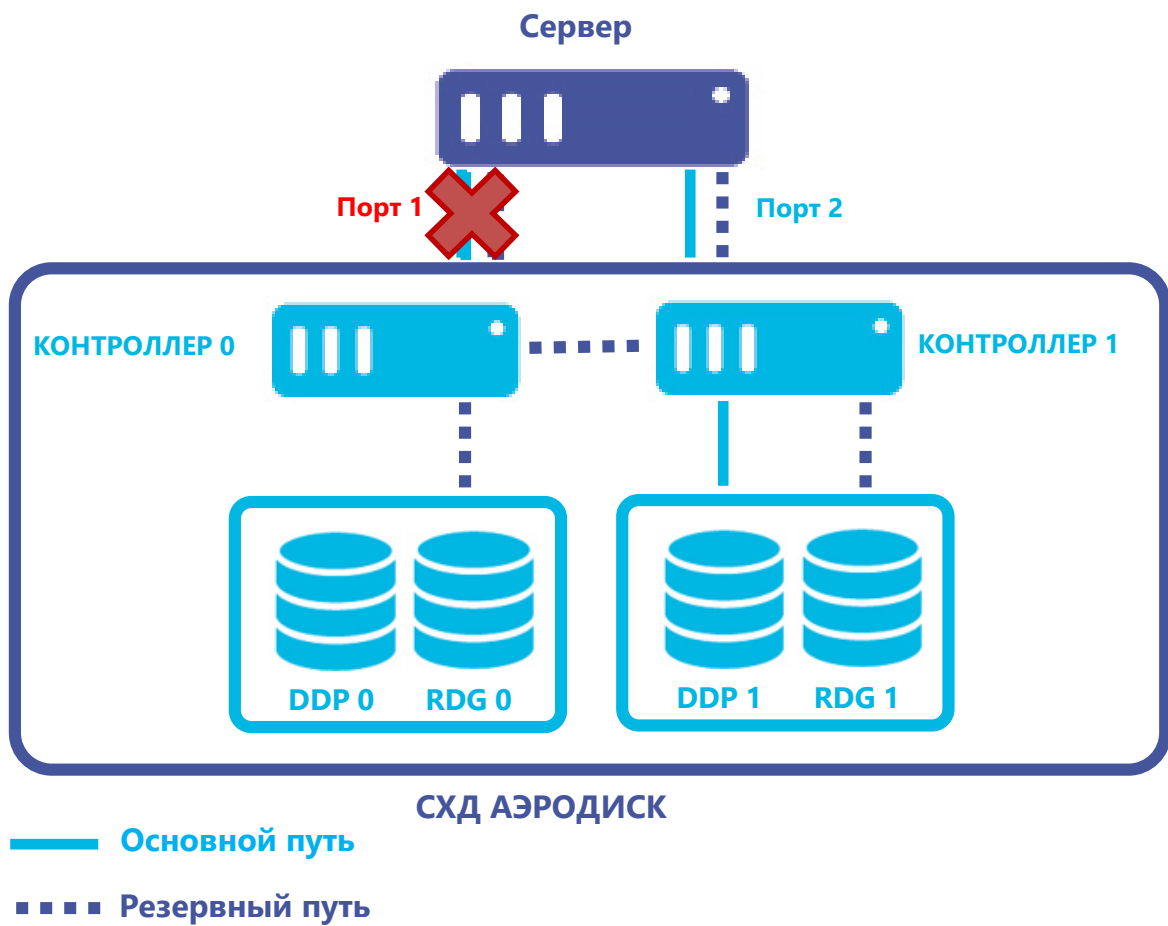 Сервер
Порт 1
Порт 2
КОНТРОЛЛЕР 0
КОНТРОЛЛЕР 1
DDP 0
RDG 0
DDP 1
RDG 1
СХД АЭРОДИСК
Основной путь
Резервный путь